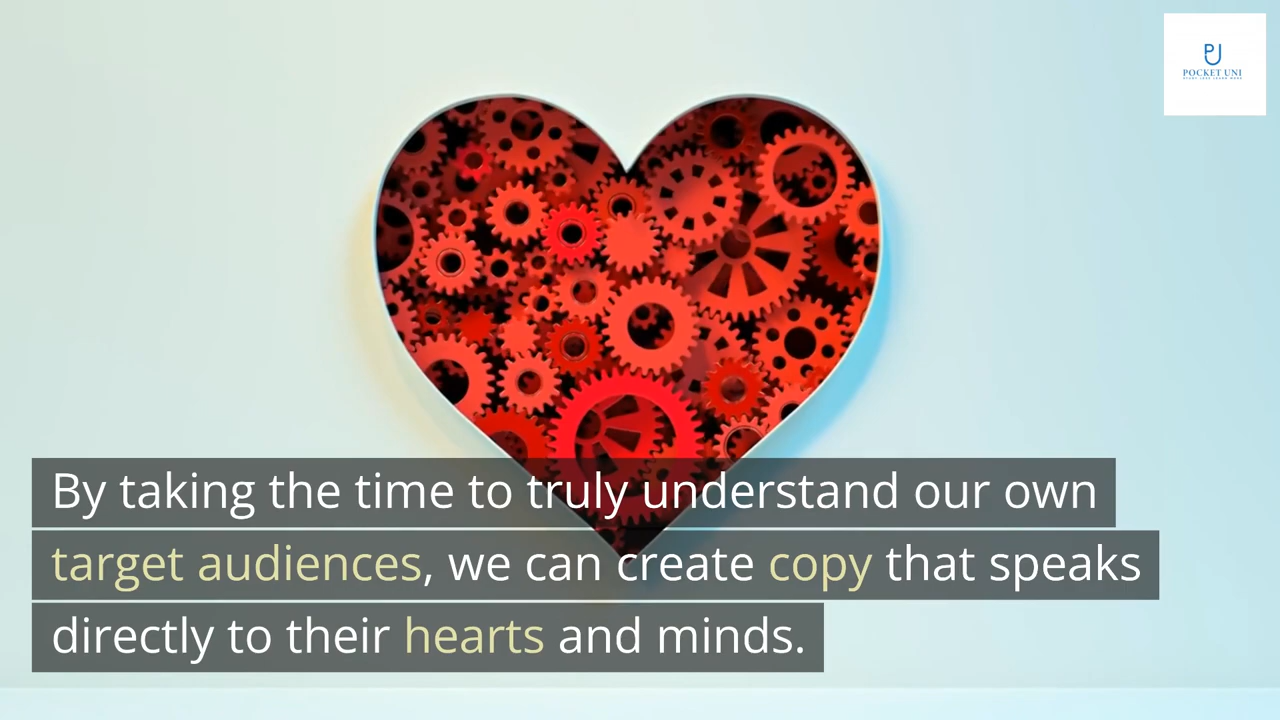 PU
POCKET UNI
By taking the time to truly understand our own
target audiences, we can create copy that speaks
directly to their hearts and minds.